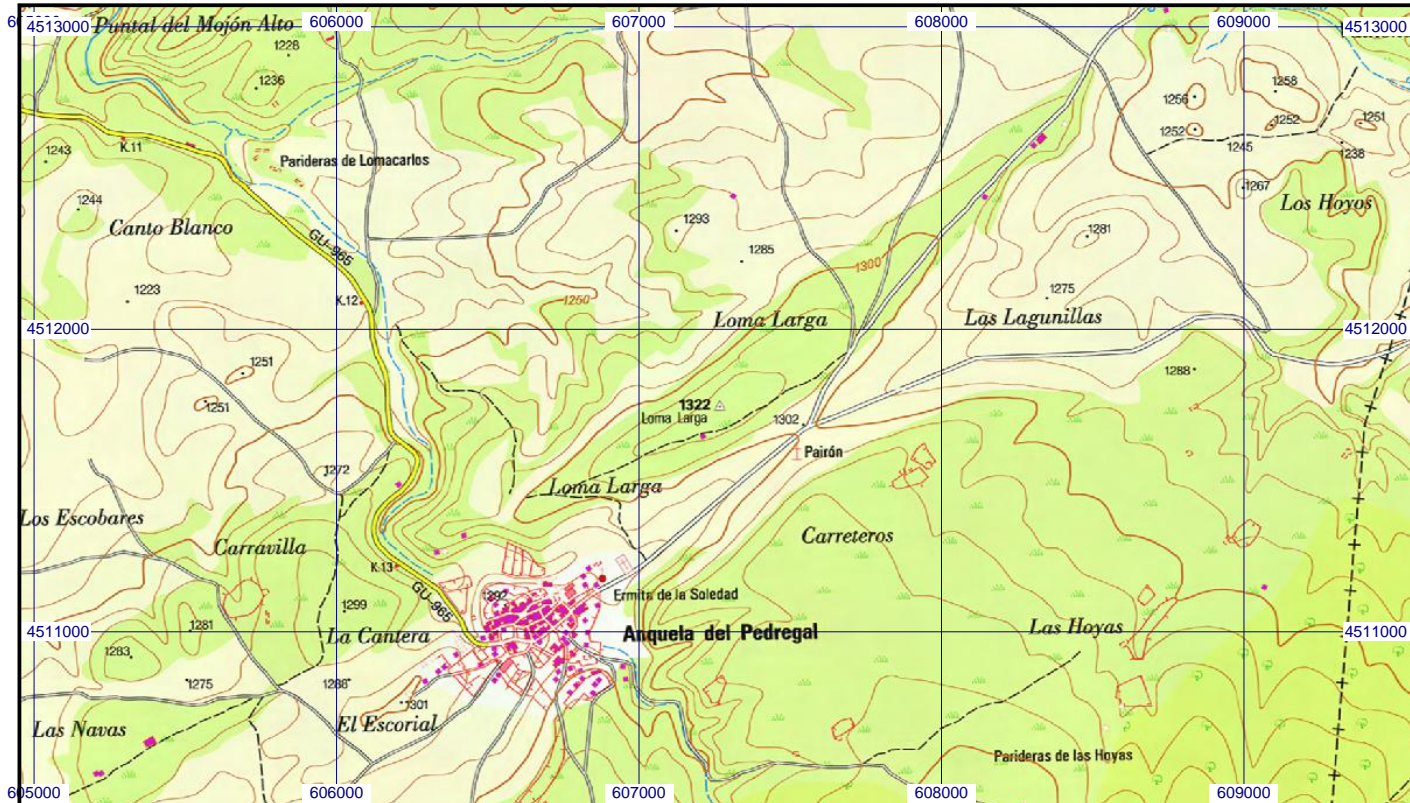 606000
607000
608000
609000
4513000
4513000
Puntal del Mojón Alto
1228
1236
1258
1256
1252
1252
1251
K.11
1243
Parideras de Lomacarlos
1245
1238
1267
1244
Canto Blanco
Los Hoyos
GU-965
1293
1281
1285
1300
1223
K.12
1250
1275
4512000
Loma Larga
Las Lagunillas
4512000
1251
1288
1251
1322
Loma Larga
1302
Pairón
1272
Loma Larga
Los Escobares
Carravilla
Carreteros
K.13
GU-965
1292
Ermita de la Soledad
1299
1281
4511000
La Cantera
Anquela del Pedregal
Las Hoyas
4511000
1283
1275
1288
1301
Las Navas
El Escorial
Parideras de las Hoyas
605000
606000
607000
608000
609000